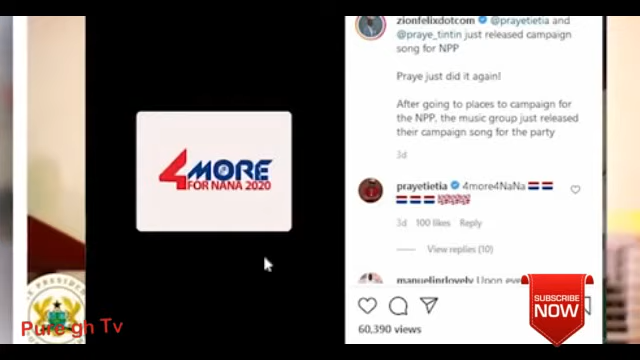 zionfelixdotcom @prayetietia and
@praye_tintin just released campaign
song for NPP
Praye just did it again!
After going to places to campaign for
the NPP, the music group just released
their campaign song for the party
3d
4MORE
FOR NANA 2020
prayetietia 4more4NaNa
3d 100 likes Reply
View replies (10)
manuelinrlovely Upon
60,390 views
SUBSCRIBE
NOW
PRESIDEN
Pure gh Tv